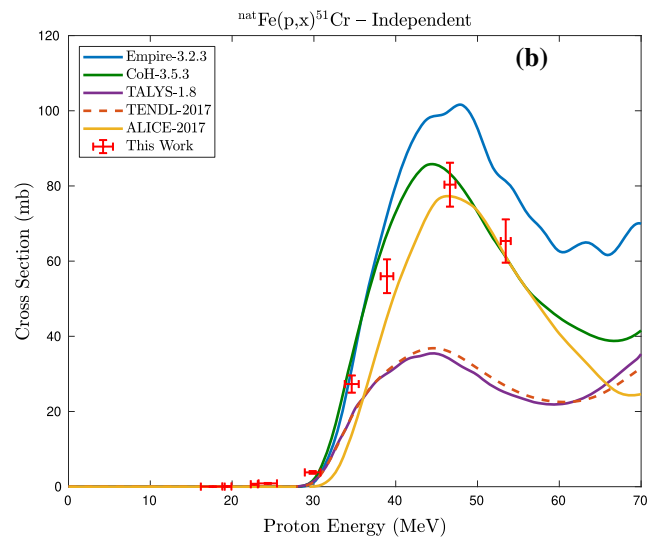 ⁿᵃᵗFe(p,x)⁵¹Cr – Independent
120
100
80
60
40
20
0
Cross Section (mb)
Empire-3.2.3
CoH-3.5.3
TALYS-1.8
TENDL-2017
ALICE-2017
This Work
(b)
0 10 20 30 40 50 60 70
Proton Energy (MeV)